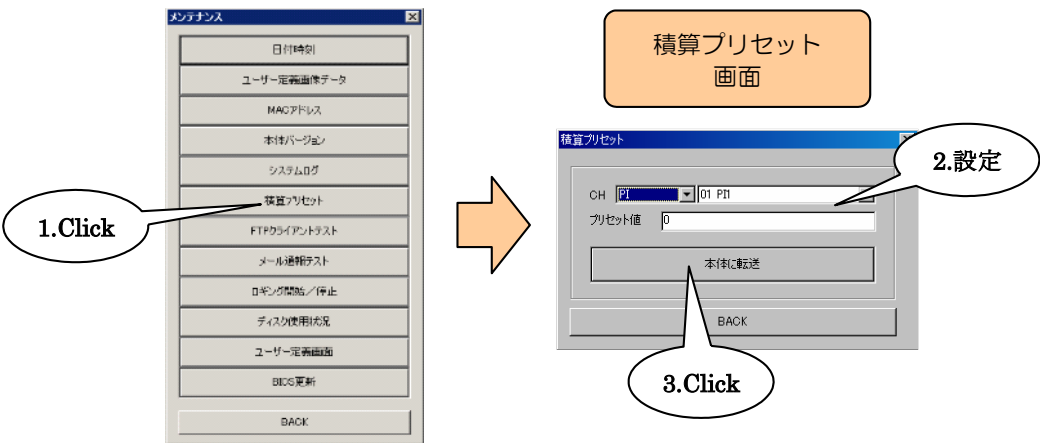 メンテナンス
日付時刻
ユーザー定義画像データ
MACアドレス
本体バージョン
システムログ
積算プリセット
FTPクライアントテスト
メール通報テスト
ロギング開始／停止
ディスク使用状況
ユーザー定義画面
BIOS更新
BACK
1.Click
積算プリセット
画面
積算プリセット
CH PI 01 PI1
プリセット値 0
本体に転送
BACK
2.設定
3.Click